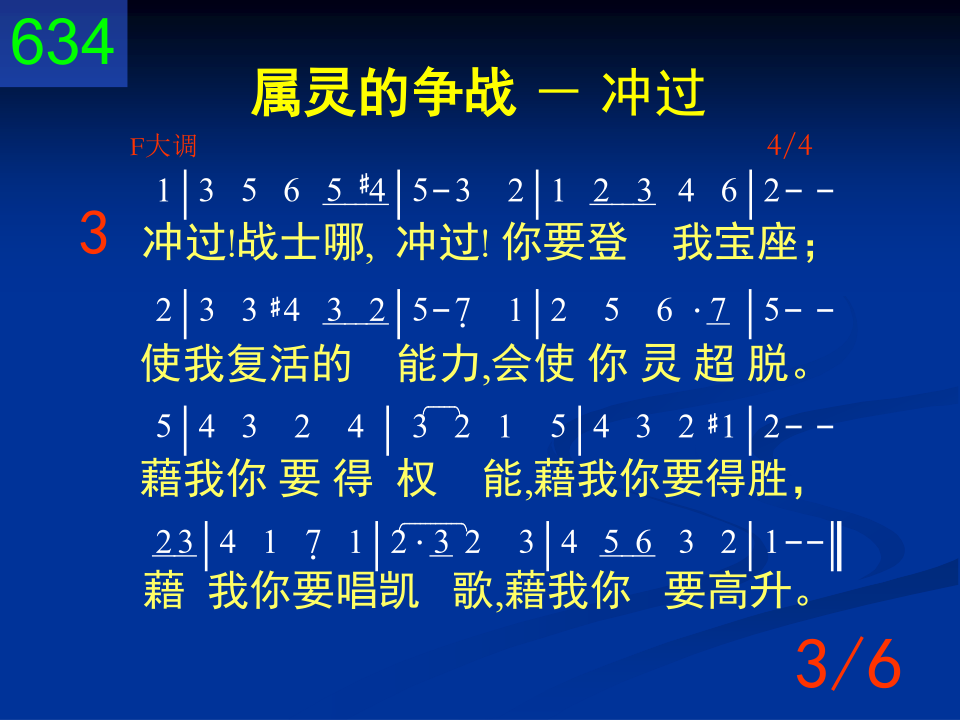 634
属灵的争战 － 冲过
F大调 4/4
1|3 5 6 5 #4|5-3 2|1 2 3 4 6|2- -
3 冲过!战士哪, 冲过! 你要登 我宝座;
2|3 3 #4 3 2|5-7̣ 1|2 5 6 · 7|5- -
使我复活的 能力,会使 你 灵 超 脱。
5|4 3 2 4|3 2 1 5|4 3 2 #1|2- -
藉我你 要 得 权 能,藉我你要得胜,
2 3|4 1 7̣ 1|2 · 3 2 3|4 5 6 3 2|1--‖
藉 我你要唱凯 歌,藉我你 要高升。
3/6